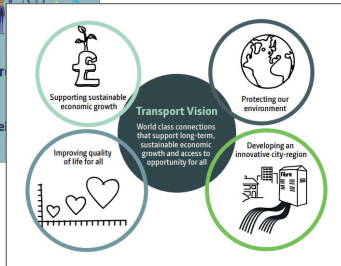 Supporting sustainable
economic growth
Protecting our
environment
Transport Vision
World class connections
that support long-term,
sustainable economic
growth and access to
opportunity for all
Improving quality
of life for all
Developing an
innovative city-region
fibre